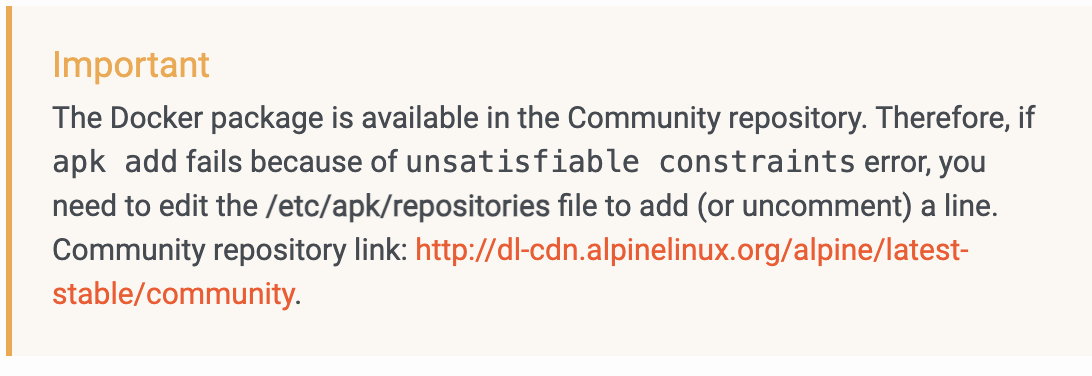 Important
The Docker package is available in the Community repository. Therefore, if
apk add fails because of unsatisfiable constraints error, you
need to edit the /etc/apk/repositories file to add (or uncomment) a line.
Community repository link: http://dl-cdn.alpinelinux.org/alpine/latest-
stable/community.